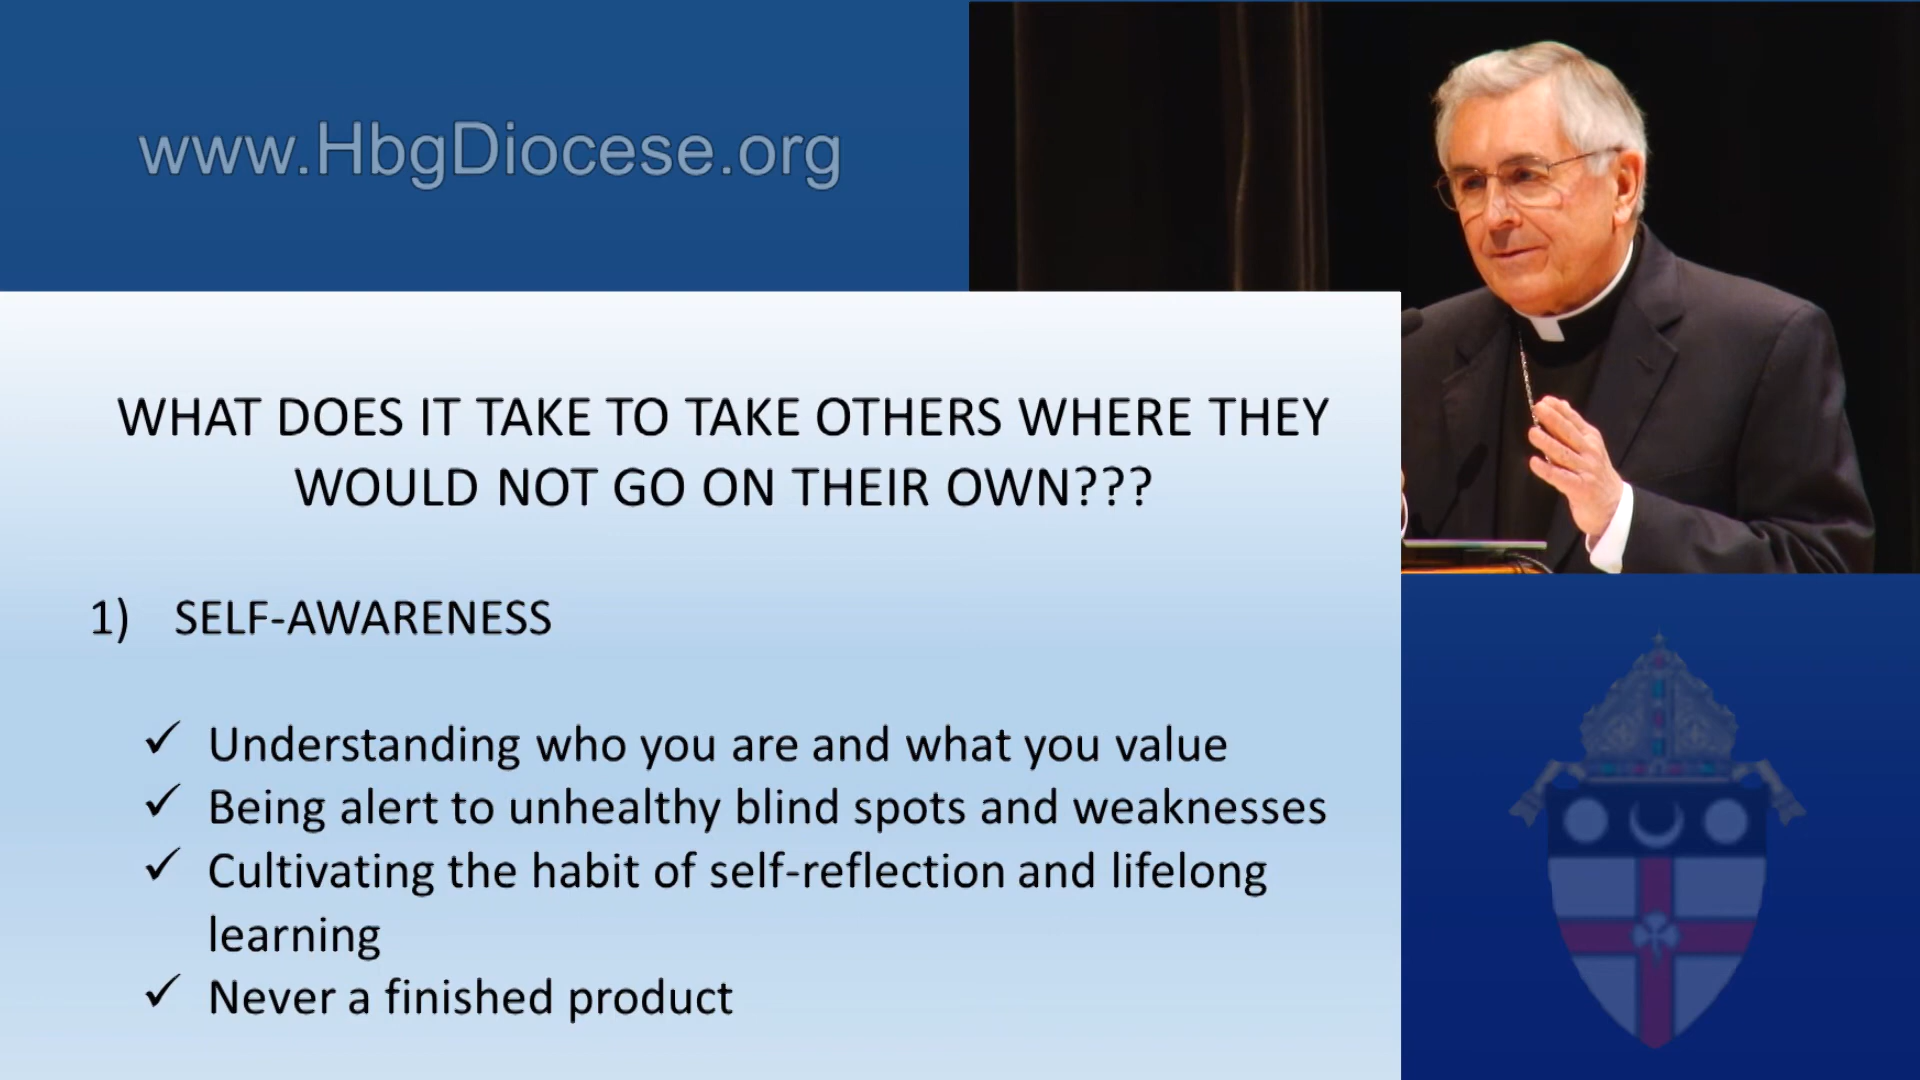 www.HbgDiocese.org
WHAT DOES IT TAKE TO TAKE OTHERS WHERE THEY
WOULD NOT GO ON THEIR OWN???
1) SELF-AWARENESS
✓ Understanding who you are and what you value
✓ Being alert to unhealthy blind spots and weaknesses
✓ Cultivating the habit of self-reflection and lifelong
learning
✓ Never a finished product